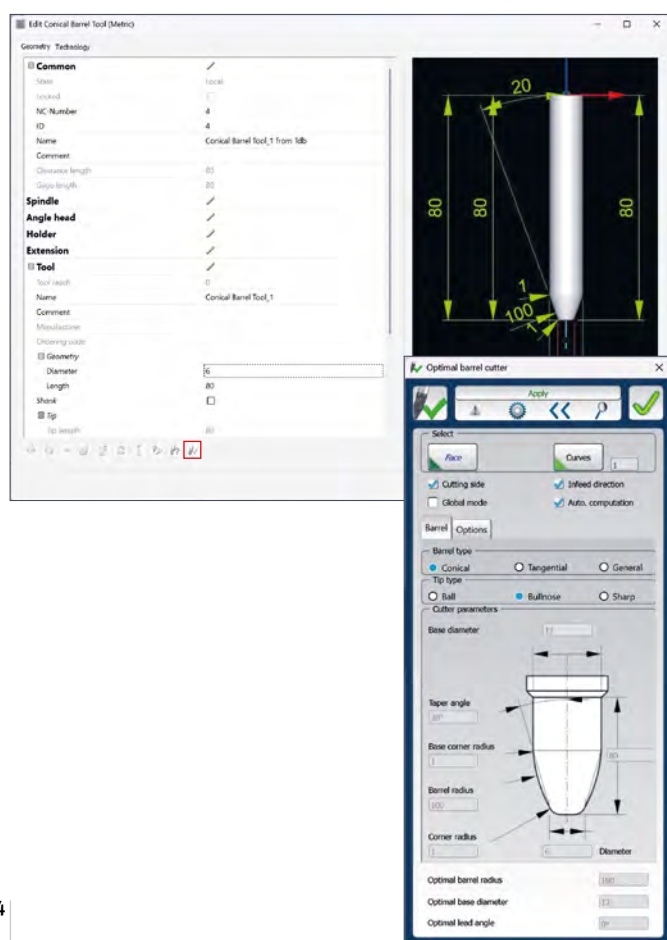 Edit Conical Barrel Tool (Metric)
Geometry Technology
Common
State Local
Locked
NC-Number 4
ID 4
Name Conical Barrel Tool_1 from Tdb
Comment
Clearance length 80
Gage length 80
Spindle
Angle head
Holder
Extension
Tool
Tool reach 0
Name Conical Barrel Tool_1
Comment
Manufacturer
Ordering code
Geometry
Diameter 6
Length 80
Shank
Tip
Tip length 80
20
80 80 80
1
100
1
Optimal barrel cutter
Apply
Select
Face Curves 1
Cutting side Infeed direction
Global mode Auto. computation
Barrel Options
Barrel type
Conical Tangential General
Tip type
Ball Bullnose Sharp
Cutter parameters
Base diameter 12
Taper angle
20°
Base corner radius
1 80
Barrel radius
100
Corner radius
1 6 Diameter
Optimal barrel radius 100
Optimal base diameter 12
Optimal lead angle 0°
4